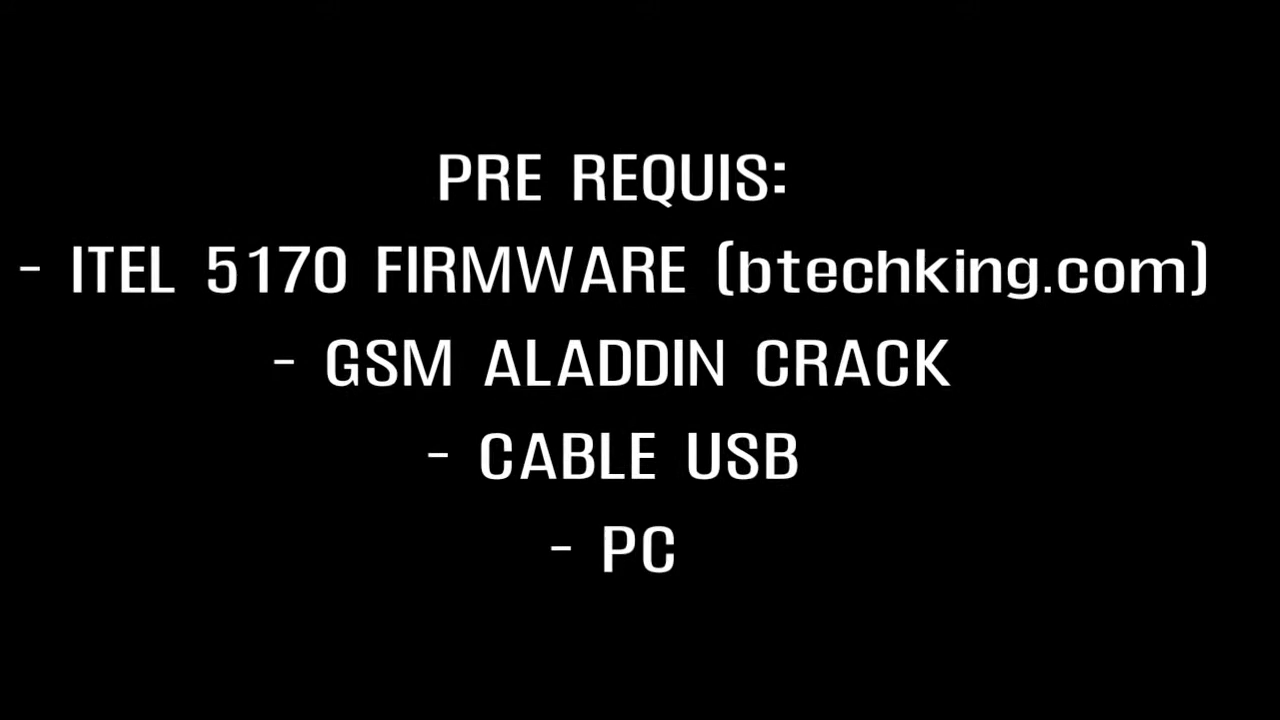 PRE REQUIS:
- ITEL 5170 FIRMWARE (btechking.com)
- GSM ALADDIN CRACK
- CABLE USB
- PC